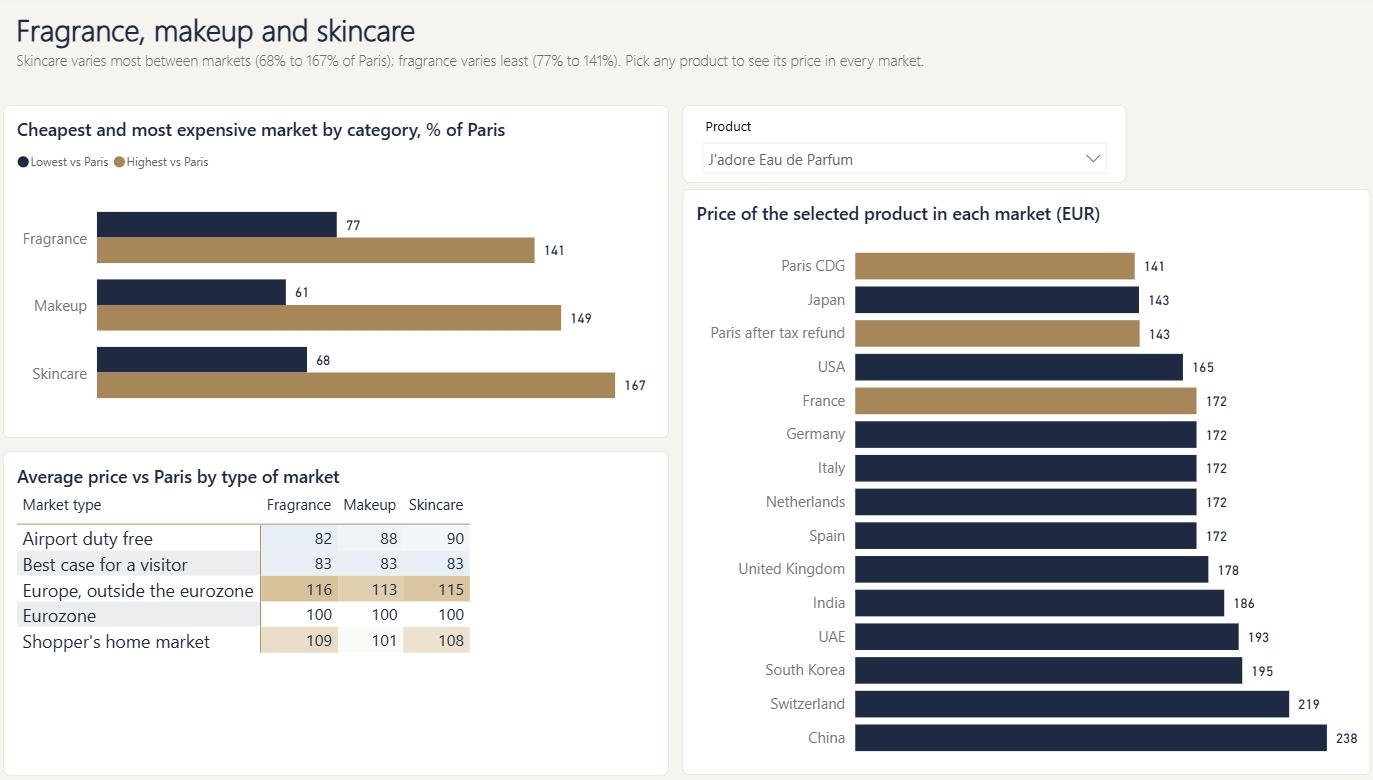 Fragrance, makeup and skincare
Skincare varies most between markets (68% to 167% of Paris); fragrance varies least (77% to 141%). Pick any product to see its price in every market.
Cheapest and most expensive market by category, % of Paris
Lowest vs Paris Highest vs Paris
Fragrance 77
141
Makeup 61
149
Skincare 68
167
Average price vs Paris by type of market
Market type Fragrance Makeup Skincare
Airport duty free 82 88 90
Best case for a visitor 83 83 83
Europe, outside the eurozone 116 113 115
Eurozone 100 100 100
Shopper's home market 109 101 108
Product
J'adore Eau de Parfum
Price of the selected product in each market (EUR)
Paris CDG 141
Japan 143
Paris after tax refund 143
USA 165
France 172
Germany 172
Italy 172
Netherlands 172
Spain 172
United Kingdom 178
India 186
UAE 193
South Korea 195
Switzerland 219
China 238